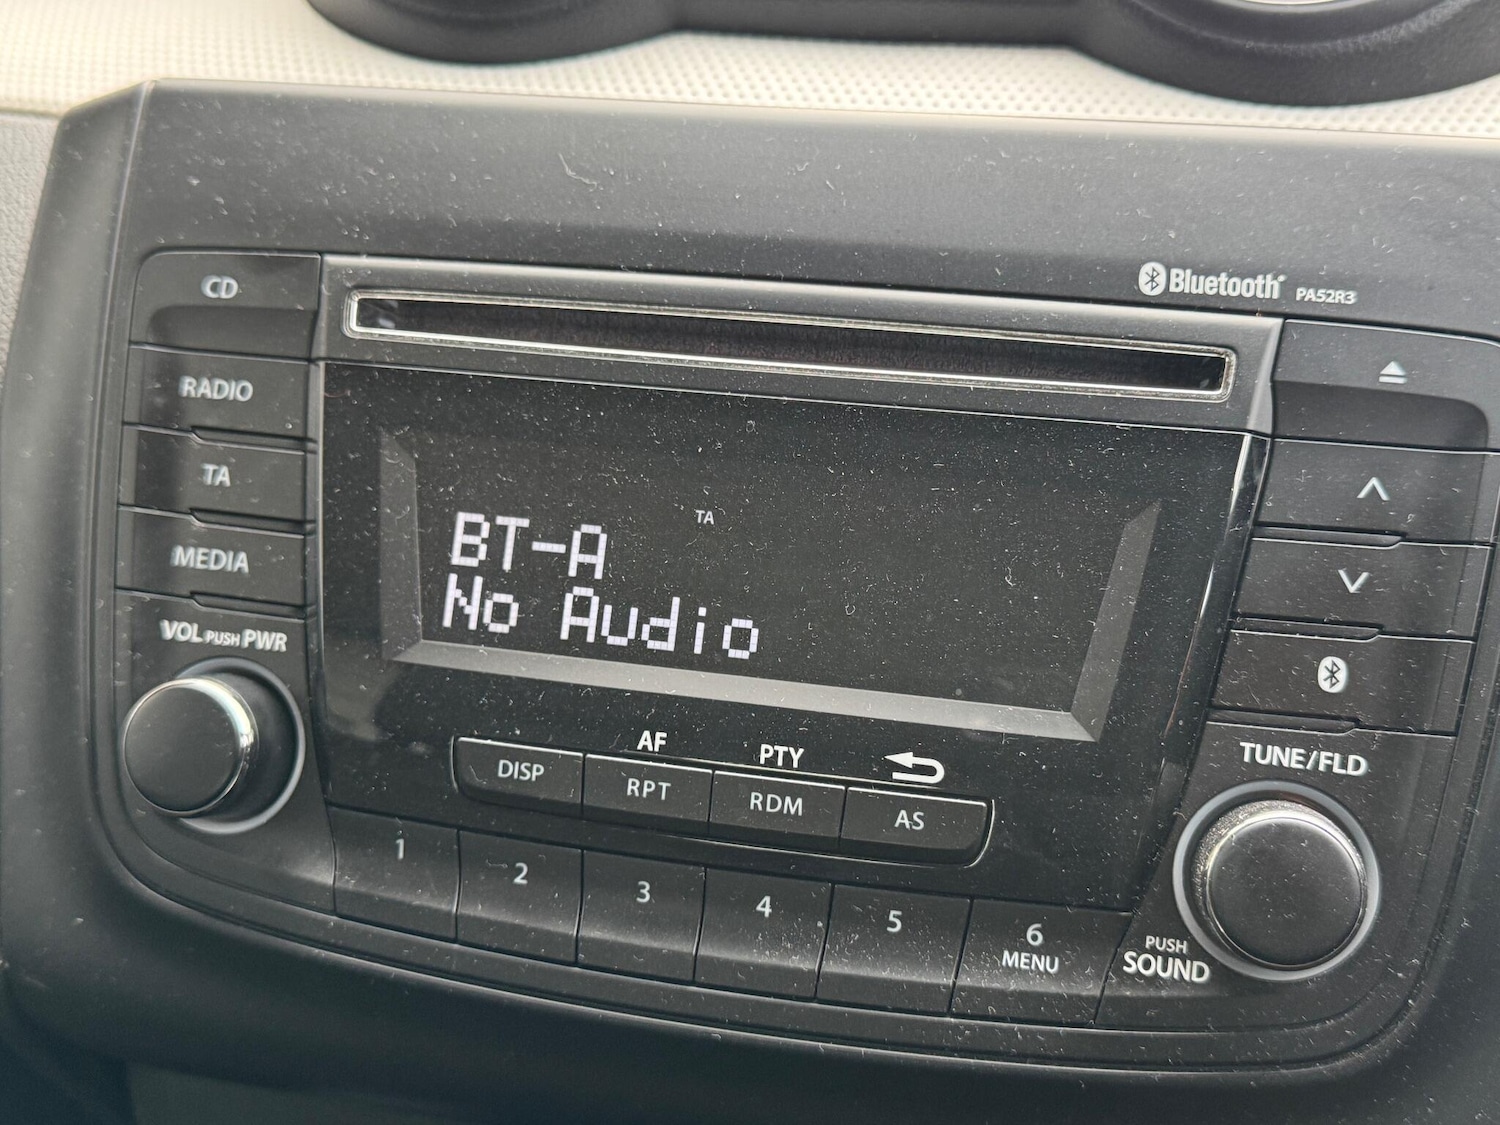 Bluetooth PA52R3
CD
RADIO
TA
MEDIA
VOL PUSH PWR
TA
BT-A
No Audio
AF
PTY
DISP
RPT
RDM
AS
1
2
3
4
5
6
MENU
TUNE/FLD
PUSH
SOUND